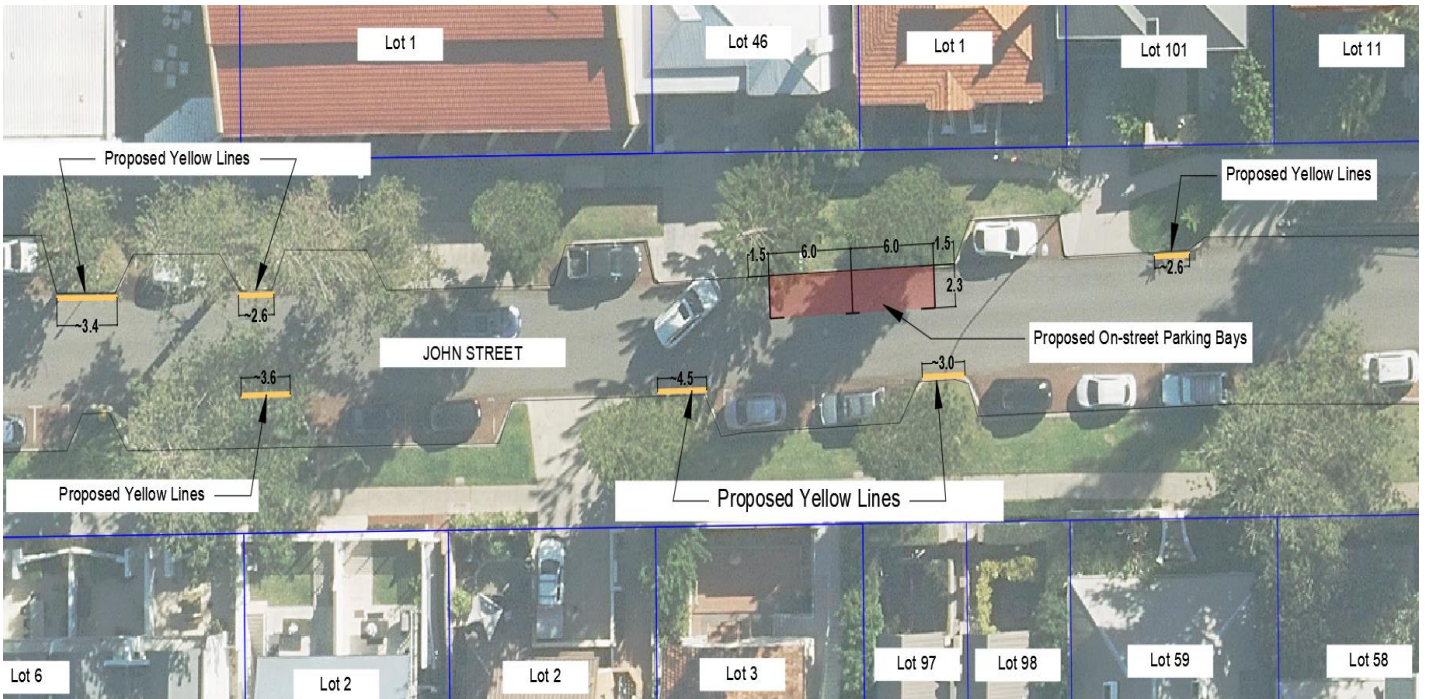 Lot 1
Lot 46
Lot 1
Lot 101
Lot 11
Proposed Yellow Lines
Proposed Yellow Lines
1.5
6.0
6.0
1.5
2.3
~2.6
~3.4
~2.6
Proposed On-street Parking Bays
JOHN STREET
~3.6
~4.5
~3.0
Proposed Yellow Lines
Proposed Yellow Lines
Lot 6
Lot 2
Lot 2
Lot 3
Lot 97
Lot 98
Lot 59
Lot 58